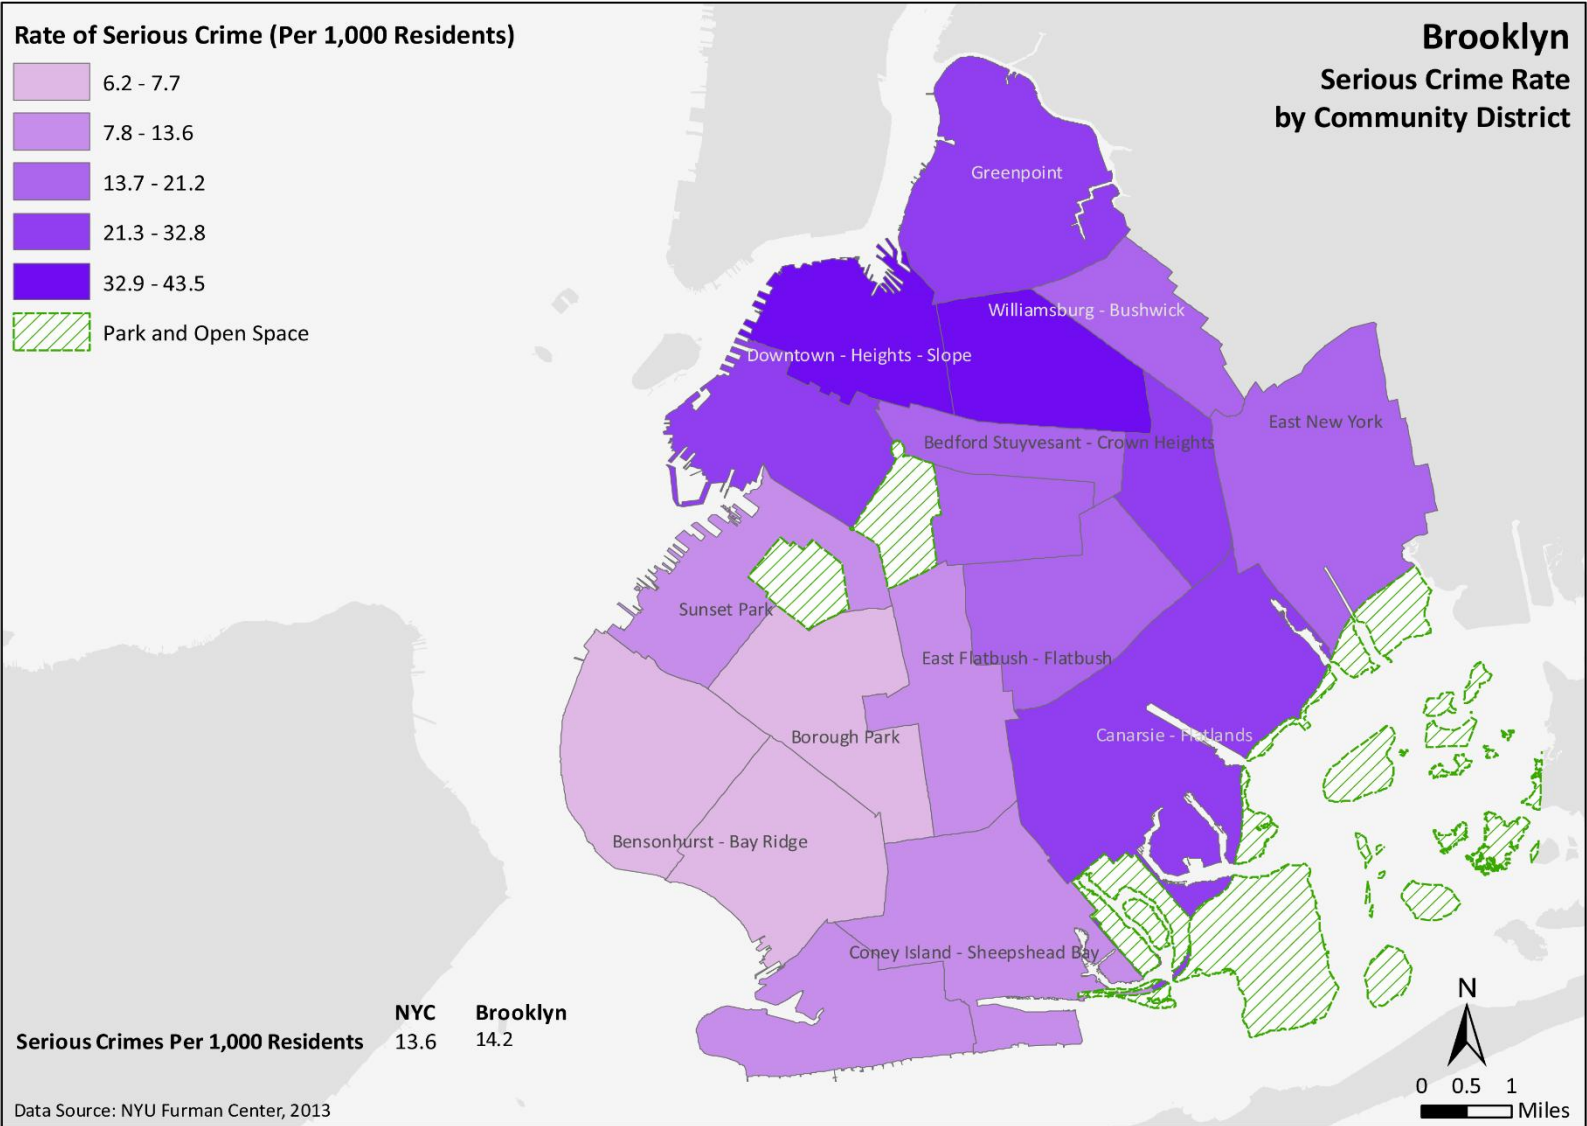 Rate of Serious Crime (Per 1,000 Residents)
6.2 - 7.7
7.8 - 13.6
13.7 - 21.2
21.3 - 32.8
32.9 - 43.5
Park and Open Space
Brooklyn
Serious Crime Rate
by Community District
Greenpoint
Williamsburg - Bushwick
Downtown - Heights - Slope
East New York
Bedford Stuyvesant - Crown Heights
Sunset Park
East Flatbush - Flatbush
Borough Park
Canarsie - Flatlands
Bensonhurst - Bay Ridge
Coney Island - Sheepshead Bay
NYC Brooklyn
Serious Crimes Per 1,000 Residents 13.6 14.2
Data Source: NYU Furman Center, 2013
N
0 0.5 1
Miles